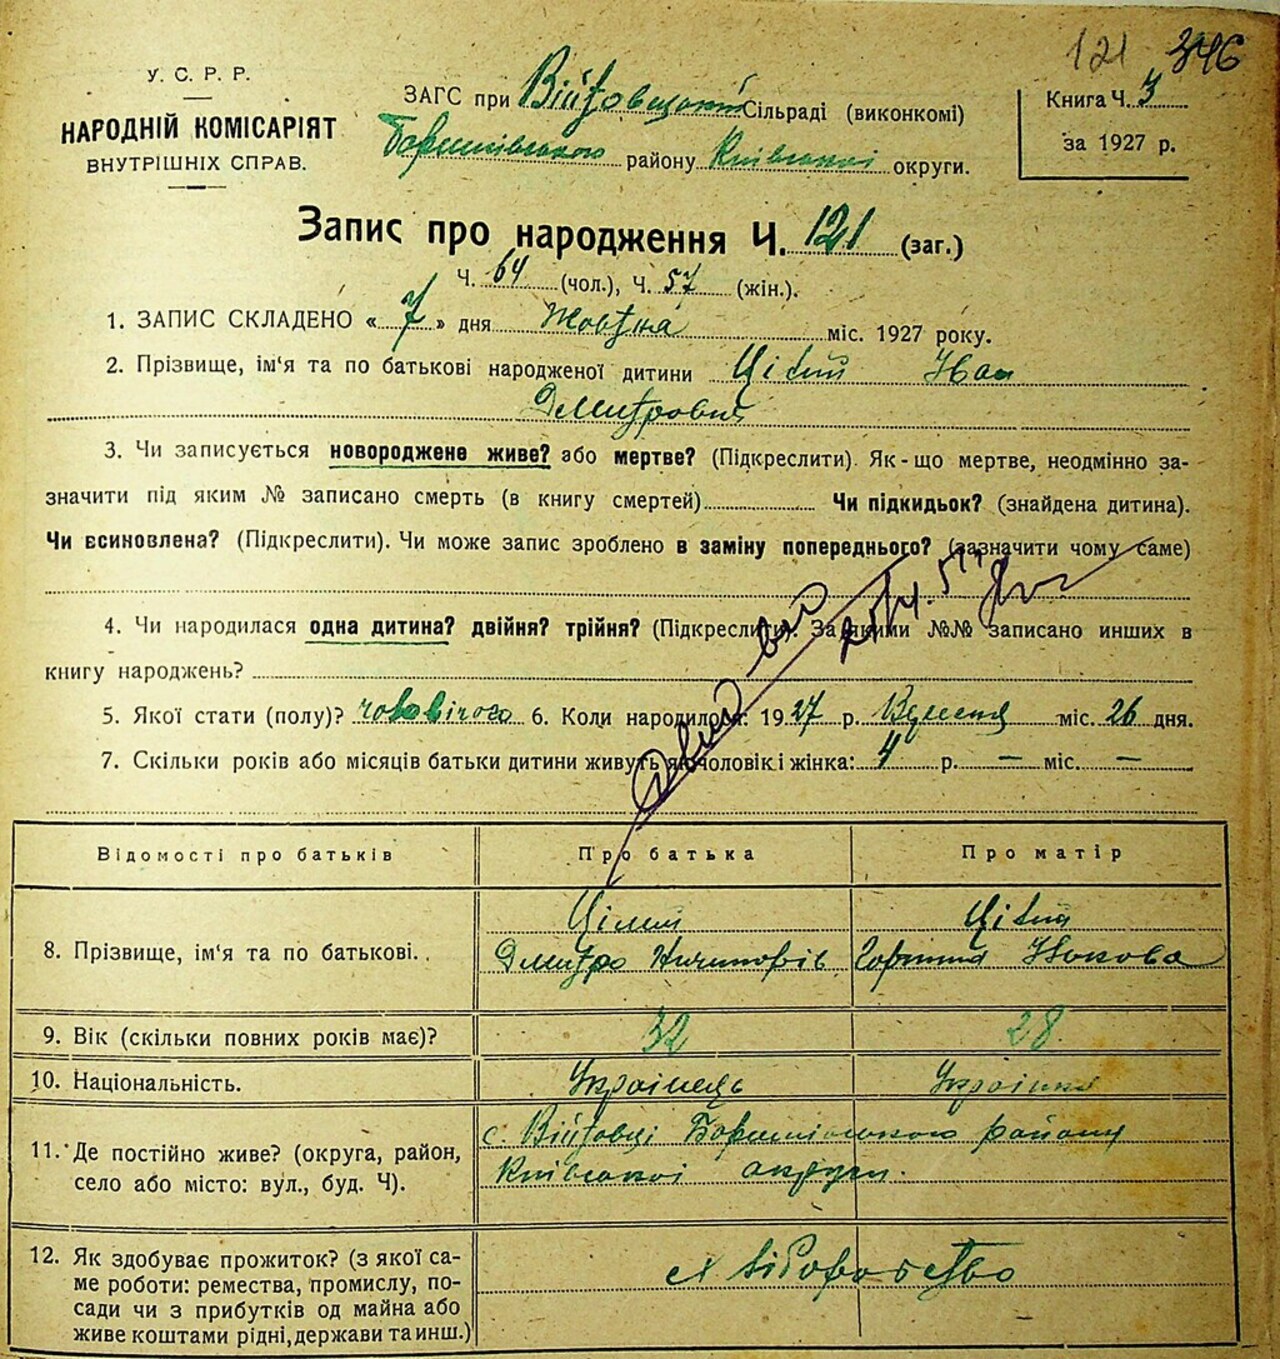 121 346
У. С. Р. Р.
НАРОДНІЙ КОМІСАРІЯТ
ВНУТРІШНІХ СПРАВ.
ЗАГС при Війтовецькій Сільраді (виконкомі)
Баришівського району Київської округи.
Книга Ч. 3
за 1927 р.
Запис про народження Ч. 121 (заг.)
Ч. 64 (чол.), Ч. 57 (жін.).
1. ЗАПИС СКЛАДЕНО « 7 » дня Жовтня міс. 1927 року.
2. Прізвище, ім'я та по батькові народженої дитини Цілий Іван
Дмитрович
3. Чи записується новороджене живе? або мертве? (Підкреслити). Як-що мертве, неодмінно за-
значити під яким № записано смерть (в книгу смертей) Чи підкидьок? (знайдена дитина).
Чи всиновлена? (Підкреслити). Чи може запис зроблено в заміну попереднього? (зазначити чому саме)
4. Чи народилася одна дитина? двійня? трійня? (Підкреслити). За якими №№ записано инших в
книгу народжень?
5. Якої стати (полу)? чоловічого 6. Коли народилося: 1927 р. Вересня міс. 26 дня.
7. Скільки років або місяців батьки дитини живуть як чоловік і жінка: 4 р. — міс. —
Відомості про батьків Про батька Про матір
8. Прізвище, ім'я та по батькові.. Цілий Цілий
Дмитро Ничипорів
9. Вік (скільки повних років має)? 32 28
10. Національність. Українець Українка
11. Де постійно живе? (округа, район,
село або місто: вул., буд. Ч).
с. Війтовці Баришівського району
Київської округи.
12. Як здобуває прожиток? (з якої са-
ме роботи: ремества, промислу, по-
сади чи з прибутків од майна або
живе коштами рідні, держави та инш.)
хліборобство